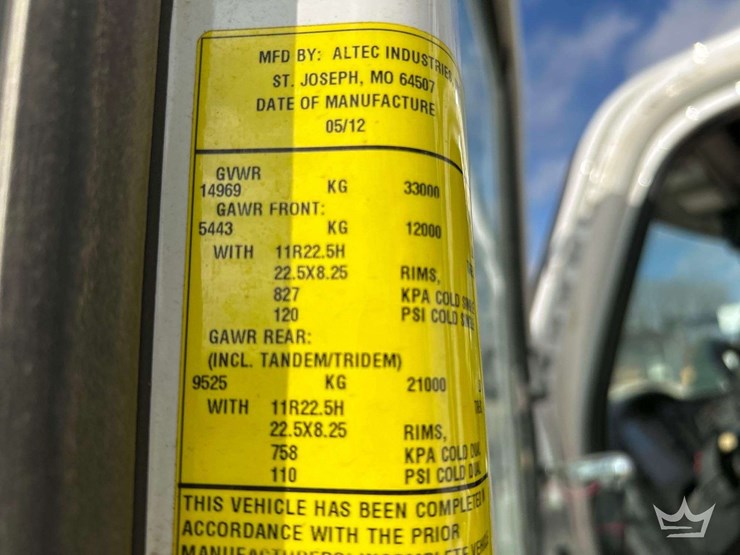 MFD BY: ALTEC INDUSTRIES
ST. JOSEPH, MO 64507
DATE OF MANUFACTURE
05/12
GVWR
14969 KG 33000
GAWR FRONT:
5443 KG 12000
WITH 11R22.5H
22.5X8.25 RIMS,
827 KPA COLD
120 PSI COLD
GAWR REAR:
(INCL. TANDEM/TRIDEM)
9525 KG 21000
WITH 11R22.5H
22.5X8.25 RIMS,
758 KPA COLD DUAL
110 PSI COLD DUAL
THIS VEHICLE HAS BEEN COMPLETED IN
ACCORDANCE WITH THE PRIOR